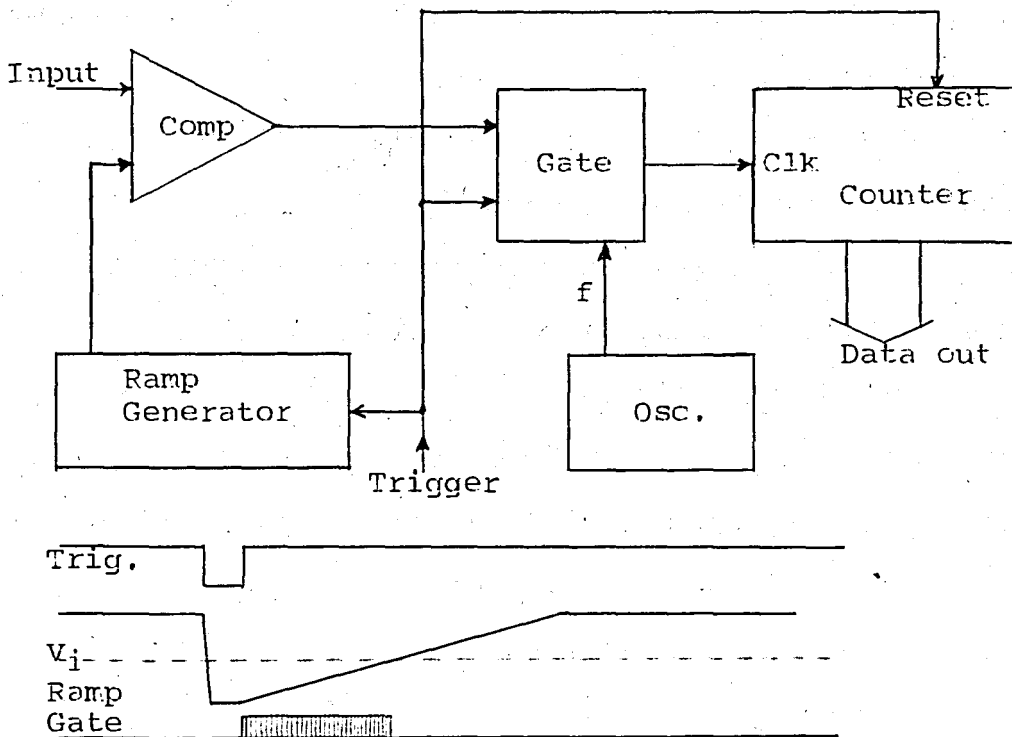 Input
Comp
Gate
Reset
Clk
Counter
f
Data out
Ramp
Generator
Osc.
Trigger
Trig.
Vi
Ramp
Gate